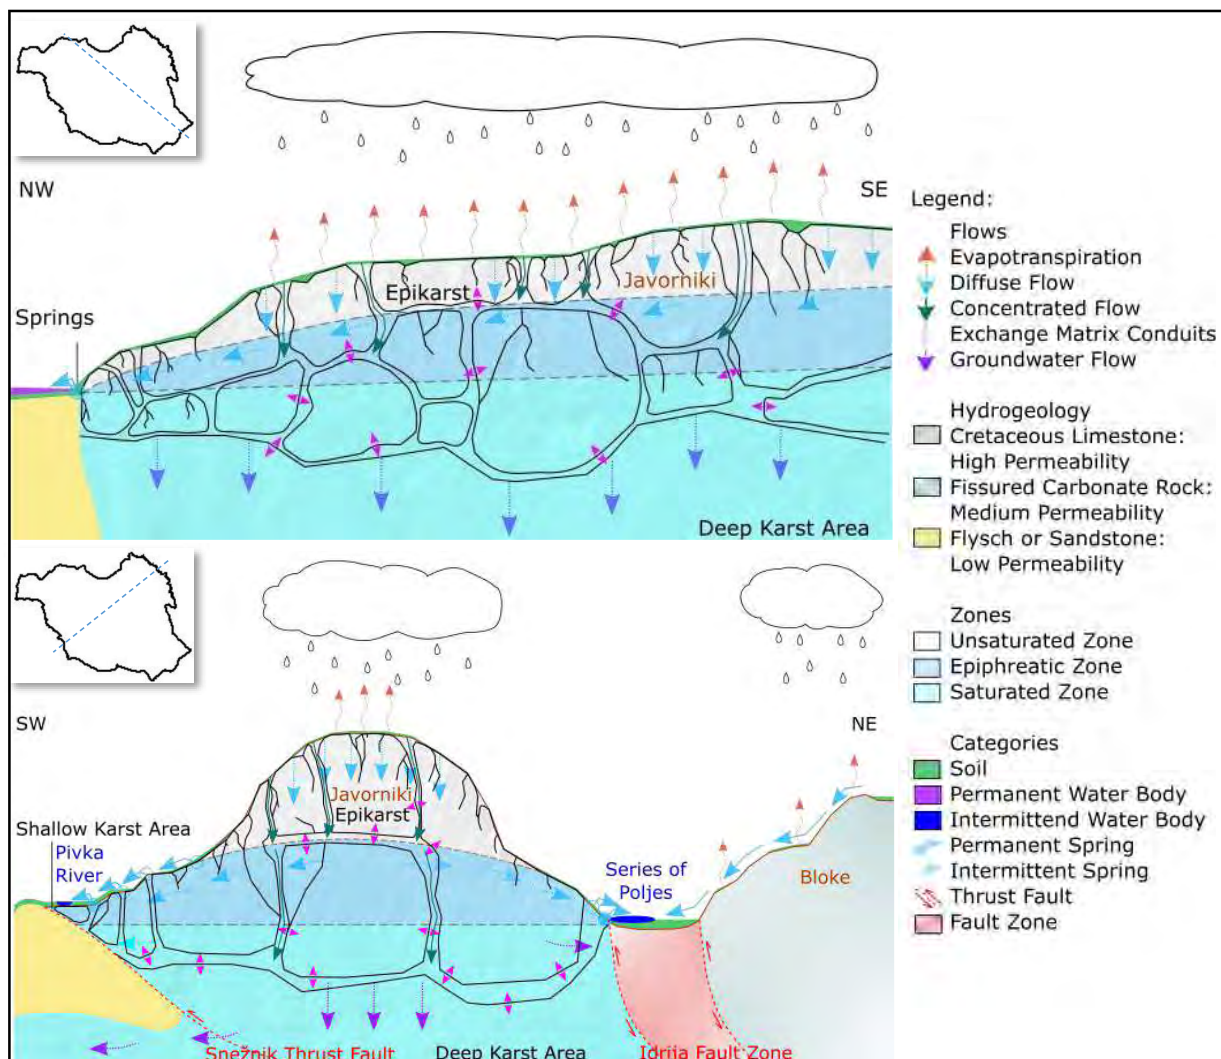 NW
SE
Springs
Epikarst
Javorniki
Deep Karst Area
SW
NE
Shallow Karst Area
Pivka
River
Javorniki
Epikarst
Series of
Poljes
Bloke
Snežnik Thrust Fault
Deep Karst Area
Idrija Fault Zone
Legend:
Flows
Evapotranspiration
Diffuse Flow
Concentrated Flow
Exchange Matrix Conduits
Groundwater Flow
Hydrogeology
Cretaceous Limestone:
High Permeability
Fissured Carbonate Rock:
Medium Permeability
Flysch or Sandstone:
Low Permeability
Zones
Unsaturated Zone
Epiphreatic Zone
Saturated Zone
Categories
Soil
Permanent Water Body
Intermittend Water Body
Permanent Spring
Intermittent Spring
Thrust Fault
Fault Zone